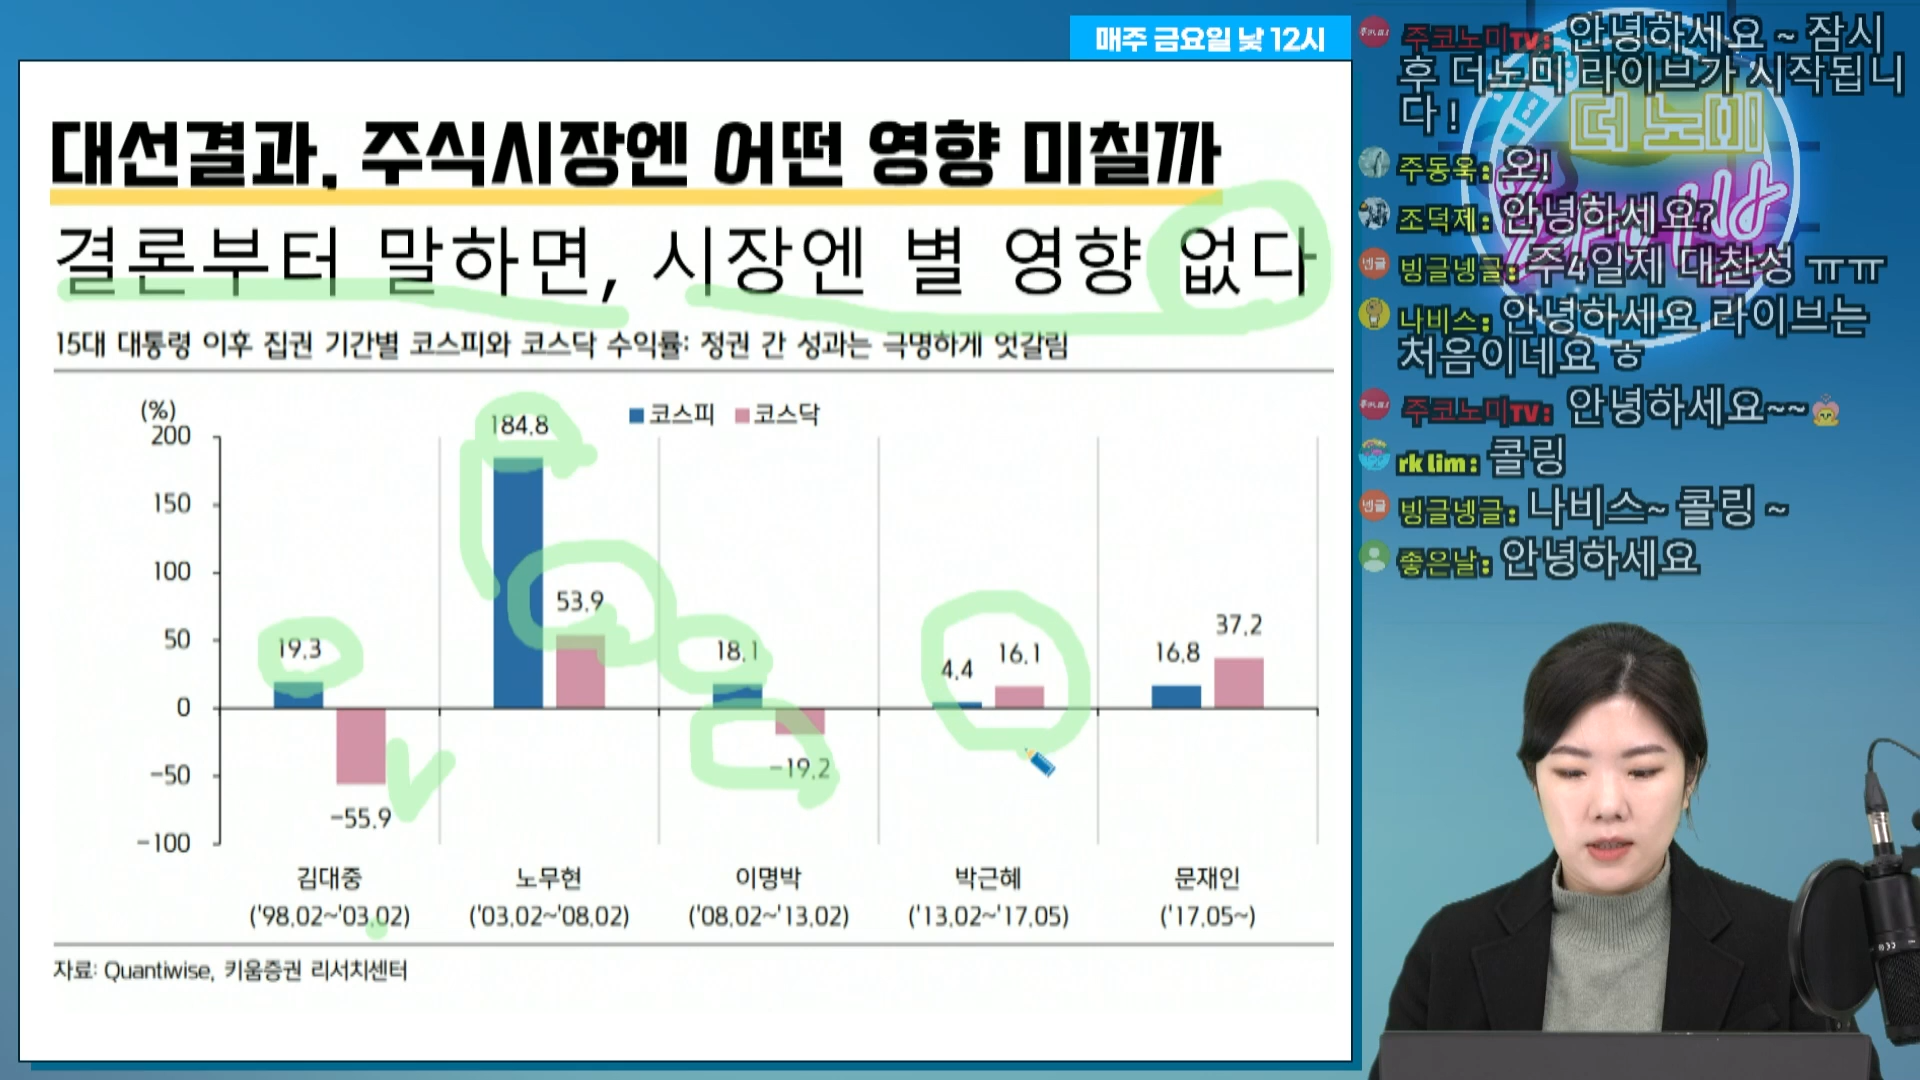 매주 금요일 낮 12시
대선결과, 주식시장엔 어떤 영향 미칠까
결론부터 말하면, 시장엔 별 영향 없다
15대 대통령 이후 집권 기간별 코스피와 코스닥 수익률: 정권 간 성과는 극명하게 엇갈림
(%)
코스피 코스닥
200
150
100
50
0
-50
-100
19.3
-55.9
184.8
53.9
18.1
-19.2
4.4
16.1
16.8
37.2
김대중
('98.02~'03.02)
노무현
('03.02~'08.02)
이명박
('08.02~'13.02)
박근혜
('13.02~'17.05)
문재인
('17.05~)
자료: Quantiwise, 키움증권 리서치센터
주코노미TV: 안녕하세요 ~ 잠시
후 더노미 라이브가 시작됩니
다 !
주동욱: 오!
조덕제: 안녕하세요?
빙글넹글: 주4일제 대찬성 ㅠㅠ
나비스: 안녕하세요 라이브는
처음이네요 ㅎ
주코노미TV: 안녕하세요~~
rk lim: 콜링
빙글넹글: 나비스~ 콜링 ~
좋은날: 안녕하세요
더 노미
넹글
넹글